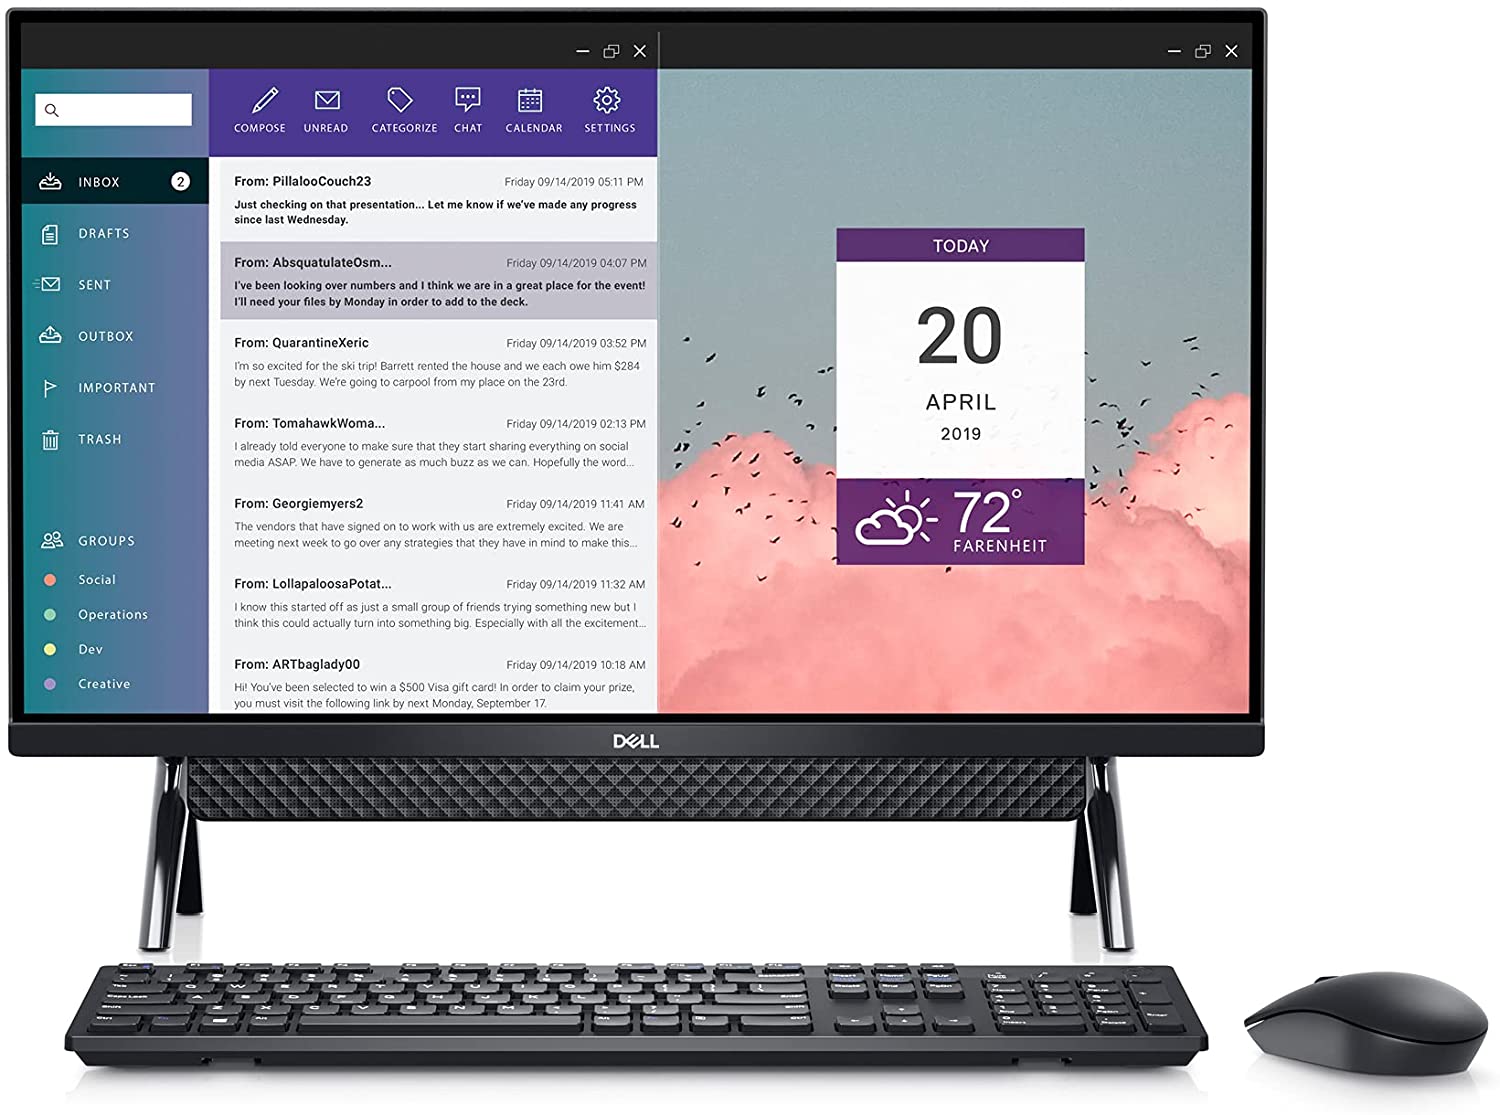 INBOX
2
DRAFTS
SENT
OUTBOX
IMPORTANT
TRASH
GROUPS
Social
Operations
Dev
Creative
COMPOSE UNREAD CATEGORIZE CHAT CALENDAR SETTINGS
From: PillalooCouch23 Friday 09/14/2019 05:11 PM
Just checking on that presentation... Let me know if we've made any progress
since last Wednesday.
From: AbsquatulateOsm... Friday 09/14/2019 04:07 PM
I've been looking over numbers and I think we are in a great place for the event!
I'll need your files by Monday in order to add to the deck.
From: QuarantineXeric Friday 09/14/2019 03:52 PM
I'm so excited for the ski trip! Barrett rented the house and we each owe him $284
by next Tuesday. We're going to carpool from my place on the 23rd.
From: TomahawkWoma... Friday 09/14/2019 02:13 PM
I already told everyone to make sure that they start sharing everything on social
media ASAP. We have to generate as much buzz as we can. Hopefully the word...
From: Georgiemyers2 Friday 09/14/2019 11:41 AM
The vendors that have signed on to work with us are extremely excited. We are
meeting next week to go over any strategies that they have in mind to make this...
From: LollapaloosaPotat... Friday 09/14/2019 11:32 AM
I know this started off as just a small group of friends trying something new but I
think this could actually turn into something big. Especially with all the excitement...
From: ARTbaglady00 Friday 09/14/2019 10:18 AM
Hi! You've been selected to win a $500 Visa gift card! In order to claim your prize,
you must visit the following link by next Monday, September 17.
TODAY
20
APRIL
2019
72°
FARENHEIT
DELL